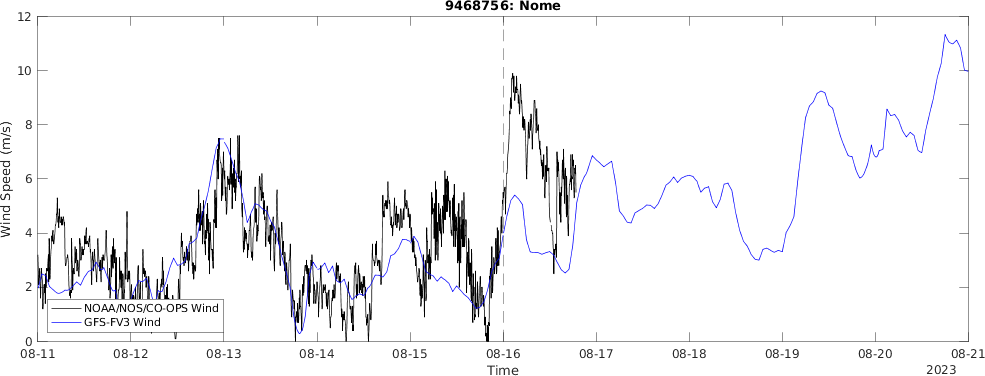 9468756: Nome
12
10
8
6
4
2
0
Wind Speed (m/s)
NOAA/NOS/CO-OPS Wind
GFS-FV3 Wind
08-11 08-12 08-13 08-14 08-15 08-16 08-17 08-18 08-19 08-20 08-21
Time
2023